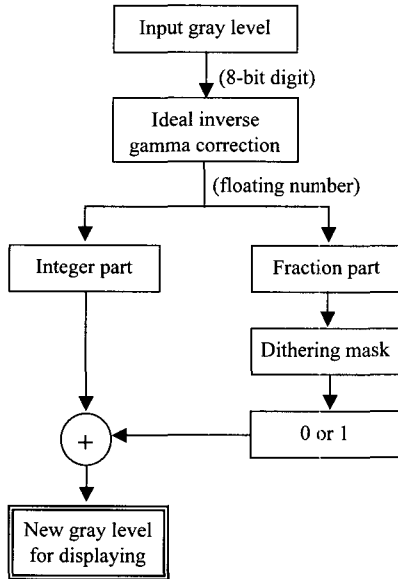 Input gray level
(8-bit digit)
Ideal inverse
gamma correction
(floating number)
Integer part
Fraction part
Dithering mask
0 or 1
+
New gray level
for displaying